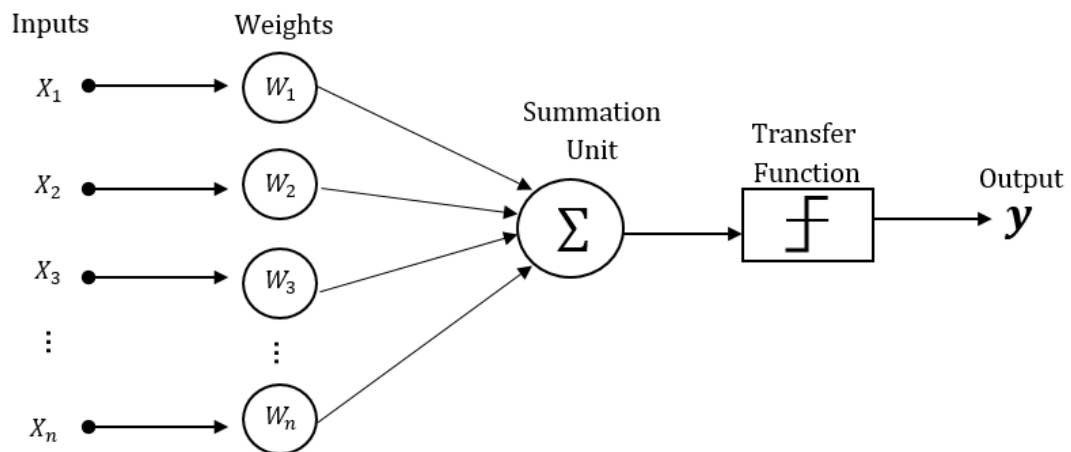 Inputs
Weights
X₁
W₁
X₂
W₂
X₃
W₃
⋮
⋮
Xₙ
Wₙ
Summation
Unit
Σ
Transfer
Function
Output
y